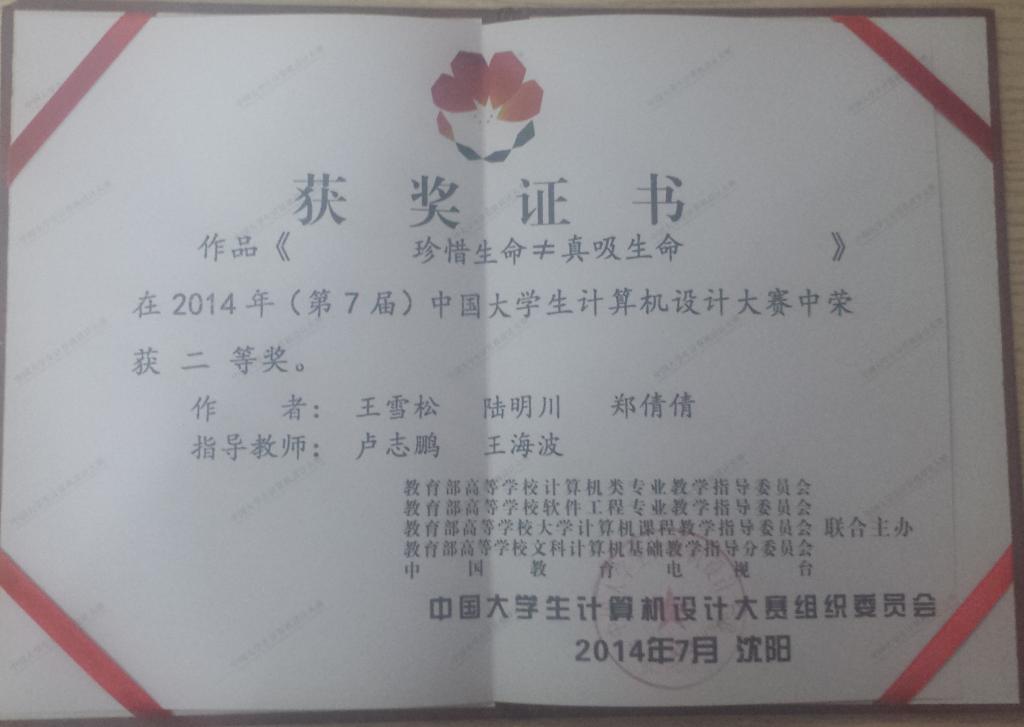 获奖证书
作品《 珍惜生命≠真吸生命 》
在2014年（第7届）中国大学生计算机设计大赛中荣
获 二 等奖。
作 者： 王雪松 陆明川 郑倩倩
指导教师： 卢志鹏 王海波
教育部高等学校计算机类专业教学指导委员会
教育部高等学校软件工程专业教学指导委员会
教育部高等学校大学计算机课程教学指导委员会 联合主办
教育部高等学校文科计算机基础教学指导分委员会
中国教育电视台
中国大学生计算机设计大赛组织委员会
2014年7月 沈阳